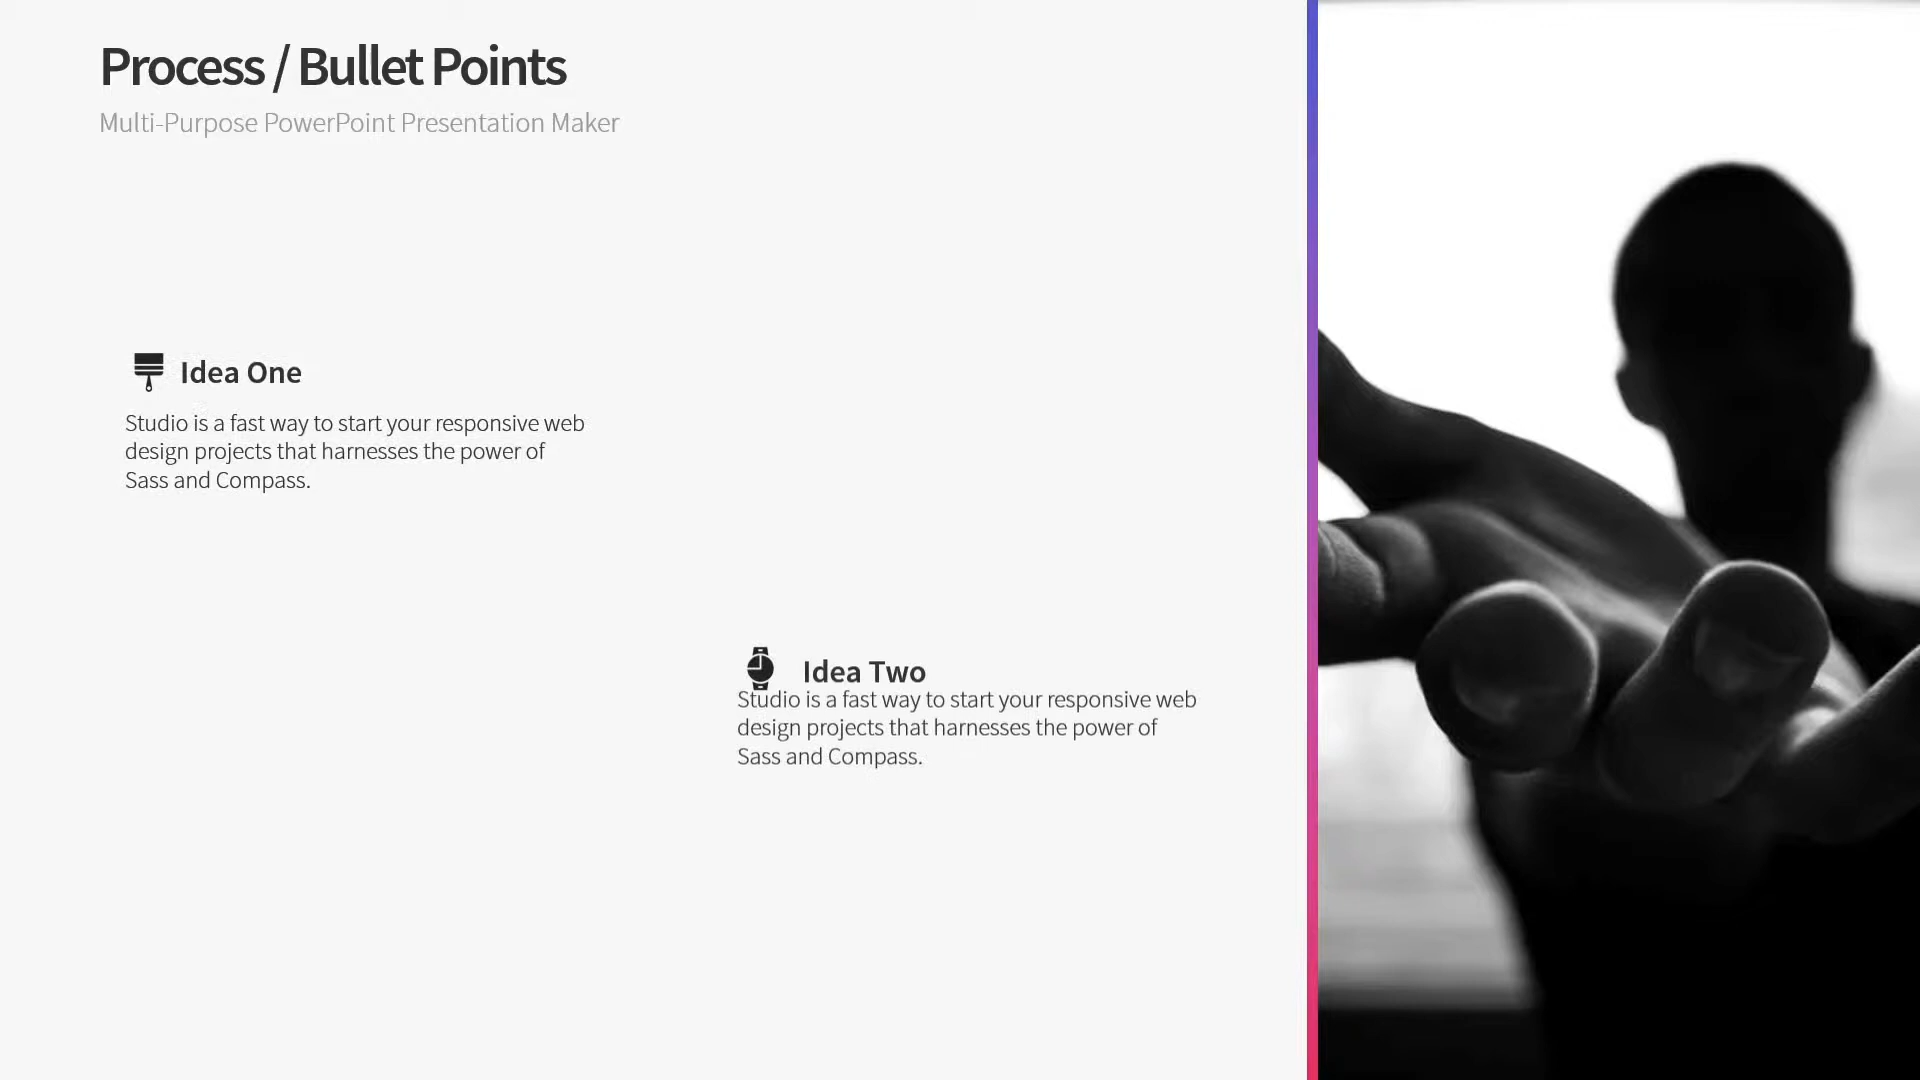 Process / Bullet Points
Multi-Purpose PowerPoint Presentation Maker
Idea One
Studio is a fast way to start your responsive web
design projects that harnesses the power of
Sass and Compass.
Idea Two
Studio is a fast way to start your responsive web
design projects that harnesses the power of
Sass and Compass.